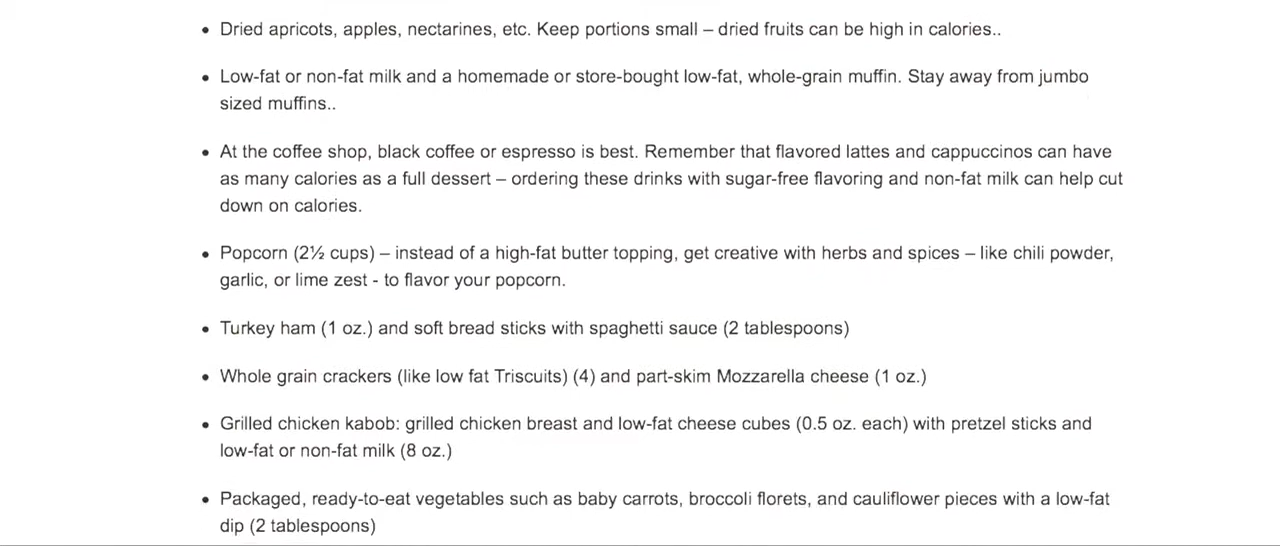 • Dried apricots, apples, nectarines, etc. Keep portions small – dried fruits can be high in calories..
• Low-fat or non-fat milk and a homemade or store-bought low-fat, whole-grain muffin. Stay away from jumbo
sized muffins..
• At the coffee shop, black coffee or espresso is best. Remember that flavored lattes and cappuccinos can have
as many calories as a full dessert – ordering these drinks with sugar-free flavoring and non-fat milk can help cut
down on calories.
• Popcorn (2½ cups) – instead of a high-fat butter topping, get creative with herbs and spices – like chili powder,
garlic, or lime zest - to flavor your popcorn.
• Turkey ham (1 oz.) and soft bread sticks with spaghetti sauce (2 tablespoons)
• Whole grain crackers (like low fat Triscuits) (4) and part-skim Mozzarella cheese (1 oz.)
• Grilled chicken kabob: grilled chicken breast and low-fat cheese cubes (0.5 oz. each) with pretzel sticks and
low-fat or non-fat milk (8 oz.)
• Packaged, ready-to-eat vegetables such as baby carrots, broccoli florets, and cauliflower pieces with a low-fat
dip (2 tablespoons)